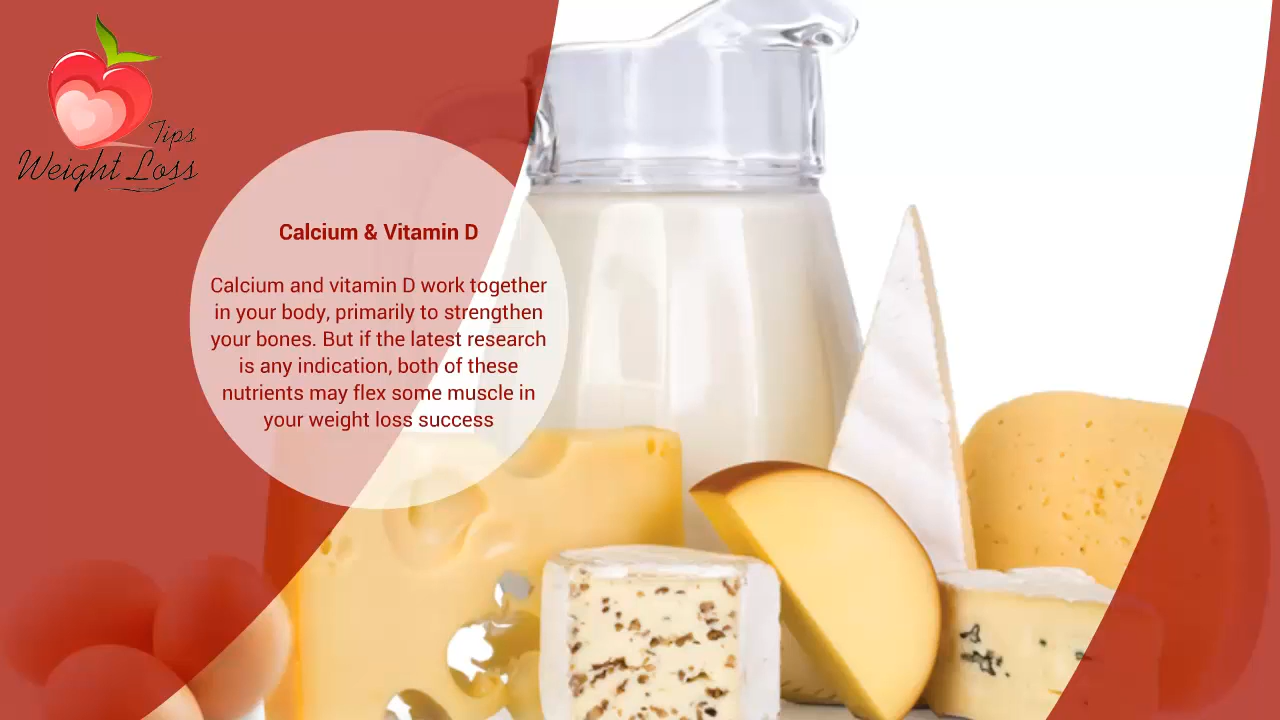 Tips
Weight Loss
Calcium & Vitamin D
Calcium and vitamin D work together
in your body, primarily to strengthen
your bones. But if the latest research
is any indication, both of these
nutrients may flex some muscle in
your weight loss success